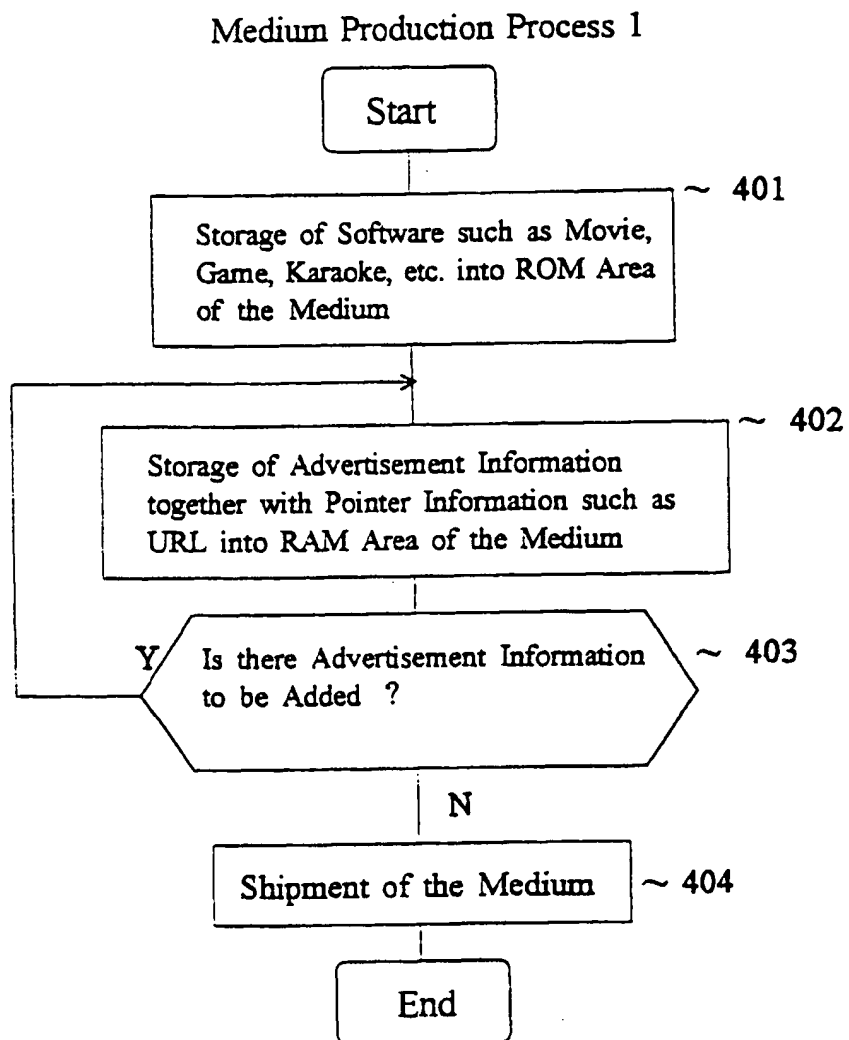 Medium Production Process 1
Start
~ 401
Storage of Software such as Movie,
Game, Karaoke, etc. into ROM Area
of the Medium
~ 402
Storage of Advertisement Information
together with Pointer Information such as
URL into RAM Area of the Medium
Y
Is there Advertisement Information
to be Added ?
~ 403
N
Shipment of the Medium
~ 404
End